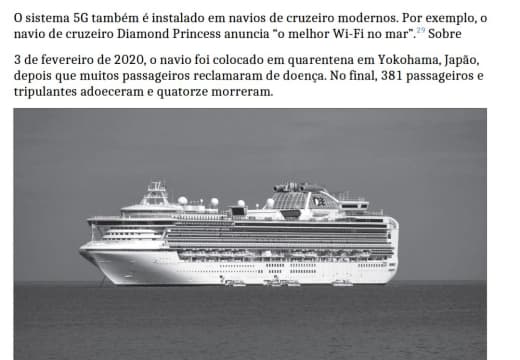 O sistema 5G também é instalado em navios de cruzeiro modernos. Por exemplo, o
navio de cruzeiro Diamond Princess anuncia “o melhor Wi-Fi no mar”.²⁹ Sobre
3 de fevereiro de 2020, o navio foi colocado em quarentena em Yokohama, Japão,
depois que muitos passageiros reclamaram de doença. No final, 381 passageiros e
tripulantes adoeceram e quatorze morreram.